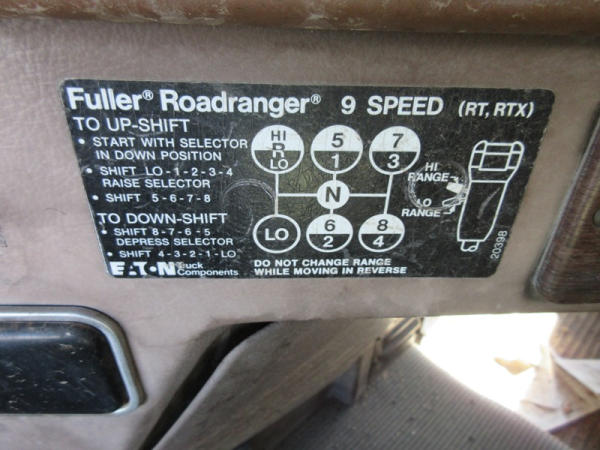 Fuller® Roadranger® 9 SPEED (RT, RTX)
TO UP-SHIFT
• START WITH SELECTOR
IN DOWN POSITION
• SHIFT LO-1-2-3-4
RAISE SELECTOR
• SHIFT 5-6-7-8
TO DOWN-SHIFT
• SHIFT 8-7-6-5
DEPRESS SELECTOR
• SHIFT 4-3-2-1-LO
EATON Truck
Components
HI
R
LO
5
1
7
3
N
LO
6
2
8
4
HI
RANGE
LO
RANGE
DO NOT CHANGE RANGE
WHILE MOVING IN REVERSE
20398